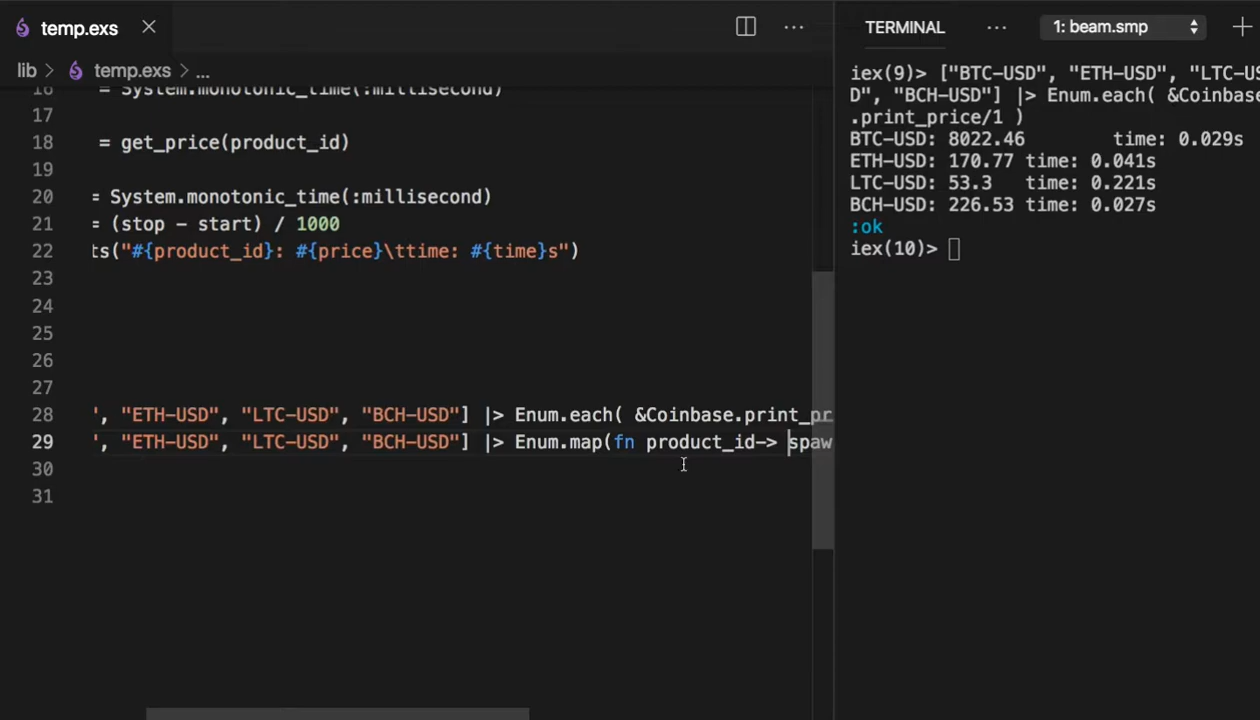 temp.exs
lib > temp.exs > ...
16 = System.monotonic_time(:millisecond)
17
18 = get_price(product_id)
19
20 = System.monotonic_time(:millisecond)
21 = (stop - start) / 1000
22 ts("#{product_id}: #{price}\ttime: #{time}s")
23
24
25
26
27
28 ", "ETH-USD", "LTC-USD", "BCH-USD"] |> Enum.each( &Coinbase.print_pr
29 ", "ETH-USD", "LTC-USD", "BCH-USD"] |> Enum.map(fn product_id-> spaw
30
31
TERMINAL ... 1: beam.smp
iex(9)> ["BTC-USD", "ETH-USD", "LTC-US
D", "BCH-USD"] |> Enum.each( &Coinbase
.print_price/1 )
BTC-USD: 8022.46 time: 0.029s
ETH-USD: 170.77 time: 0.041s
LTC-USD: 53.3 time: 0.221s
BCH-USD: 226.53 time: 0.027s
:ok
iex(10)>